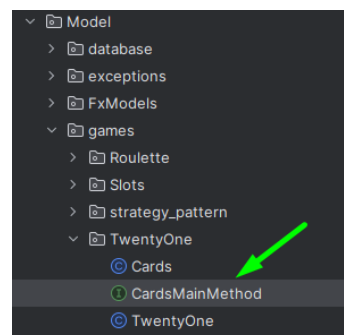 Model
database
exceptions
FxModels
games
Roulette
Slots
strategy_pattern
TwentyOne
Cards
CardsMainMethod
TwentyOne